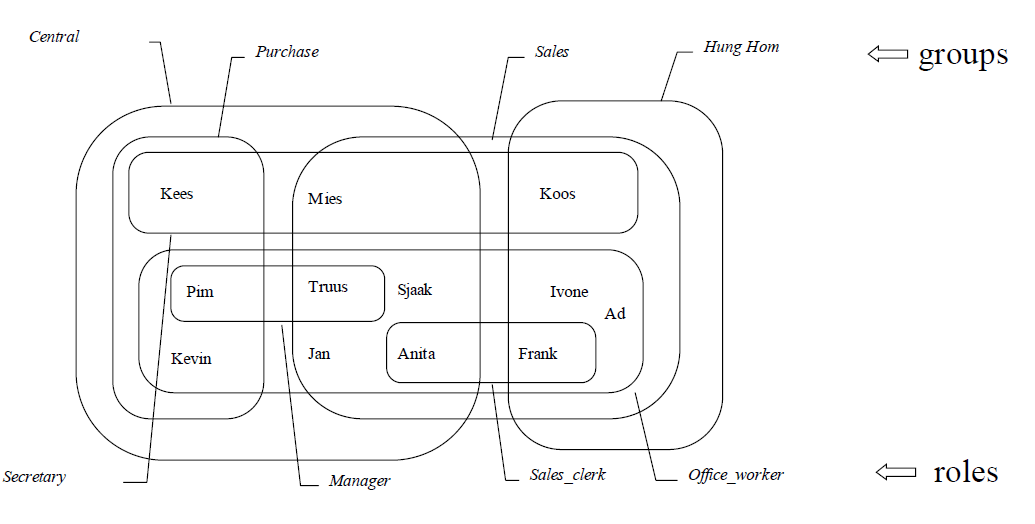 Central
Purchase
Sales
Hung Hom
groups
Kees
Mies
Koos
Pim
Truus
Sjaak
Ivone
Ad
Kevin
Jan
Anita
Frank
Secretary
Manager
Sales_clerk
Office_worker
roles